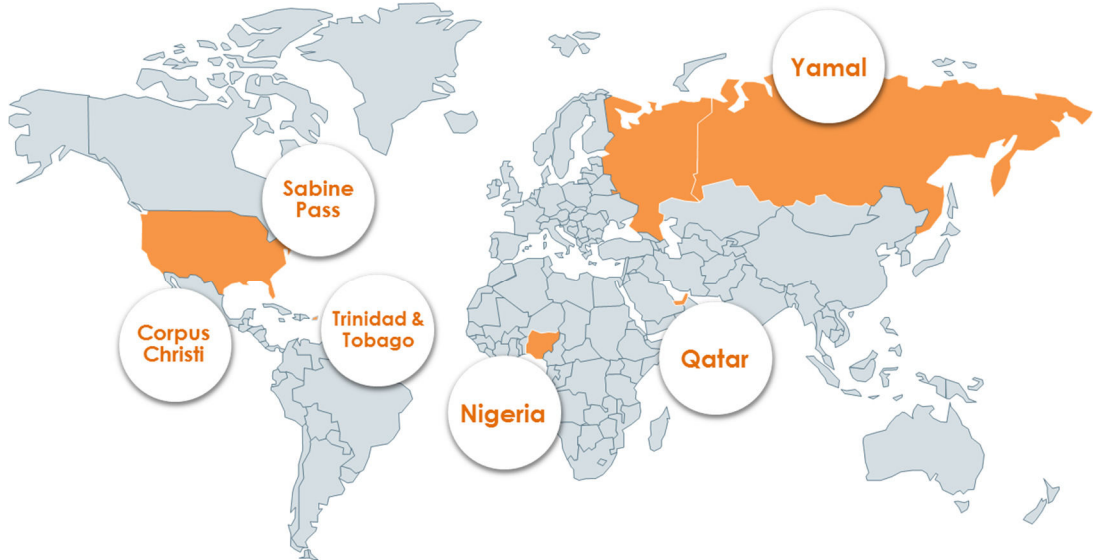 Yamal
Sabine
Pass
Trinidad &
Tobago
Corpus
Christi
Qatar
Nigeria